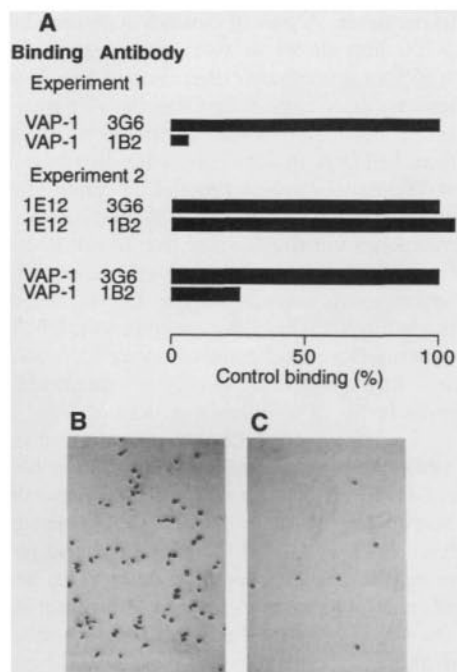 A
Binding Antibody
Experiment 1
VAP-1 3G6
VAP-1 1B2
Experiment 2
1E12 3G6
1E12 1B2
VAP-1 3G6
VAP-1 1B2
0 50 100
Control binding (%)
B C